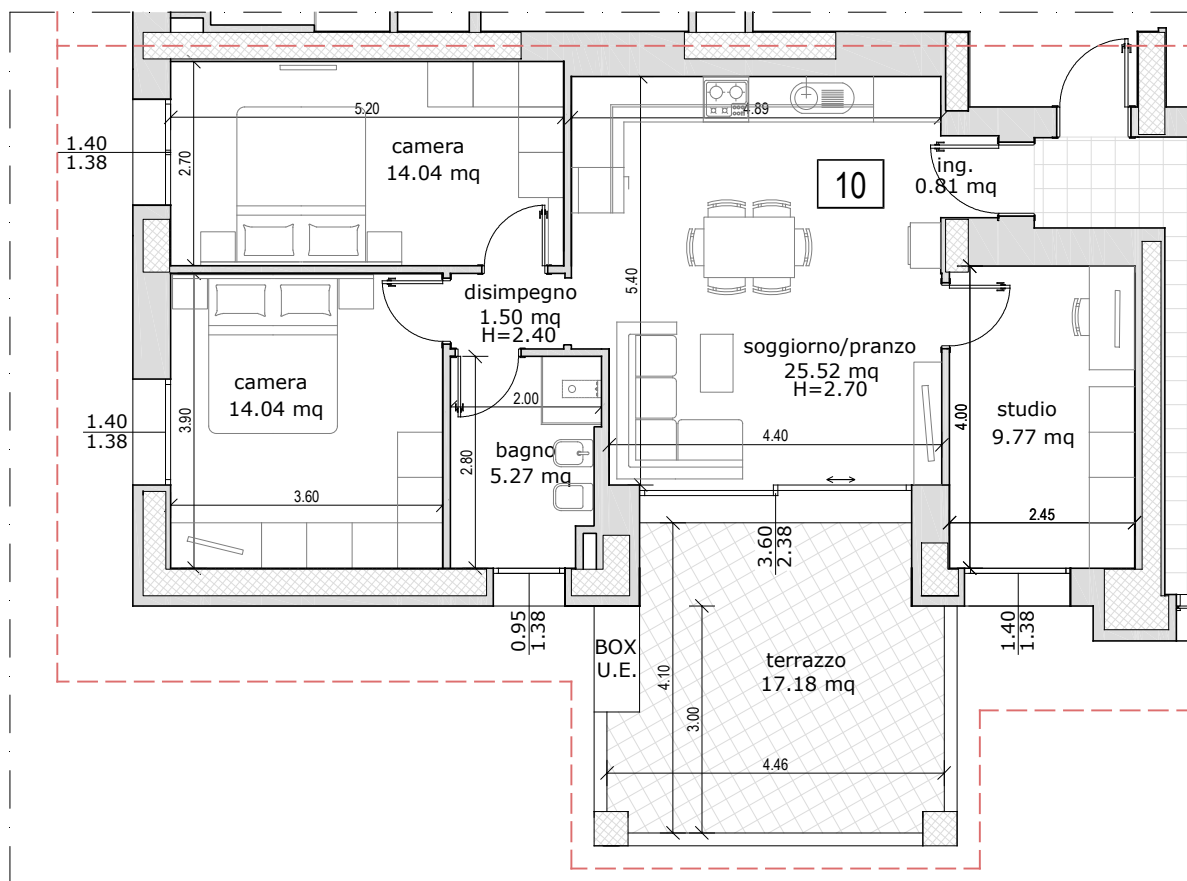 5.20
4.89
camera
14.04 mq
2.70
1.40
1.38
10
ing.
0.81 mq
disimpegno
1.50 mq
H=2.40
5.40
soggiorno/pranzo
25.52 mq
H=2.70
camera
14.04 mq
1.40
1.38
3.90
3.60
2.00
bagno
5.27 mq
2.80
4.40
studio
9.77 mq
4.00
2.45
3.60
2.38
0.95
1.38
1.40
1.38
BOX
U.E.
terrazzo
17.18 mq
4.10
3.00
4.46